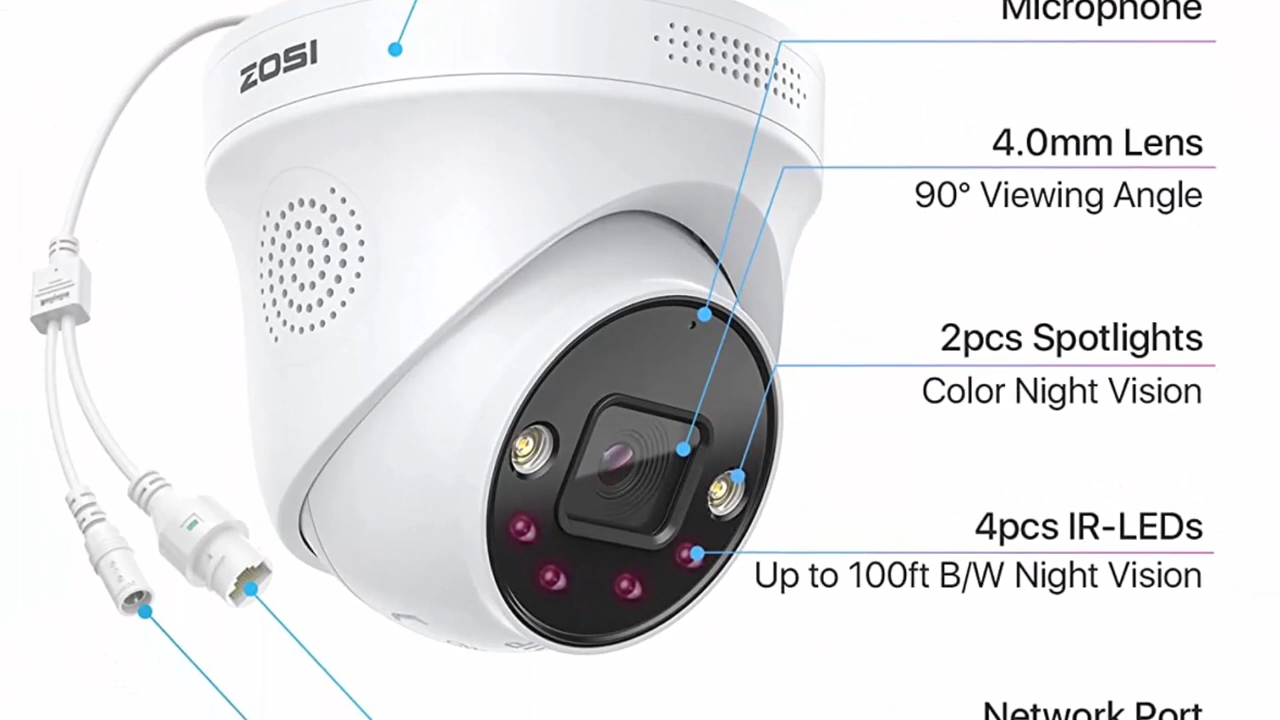 ZOSI
Microphone
4.0mm Lens
90° Viewing Angle
2pcs Spotlights
Color Night Vision
4pcs IR-LEDs
Up to 100ft B/W Night Vision
Network Port